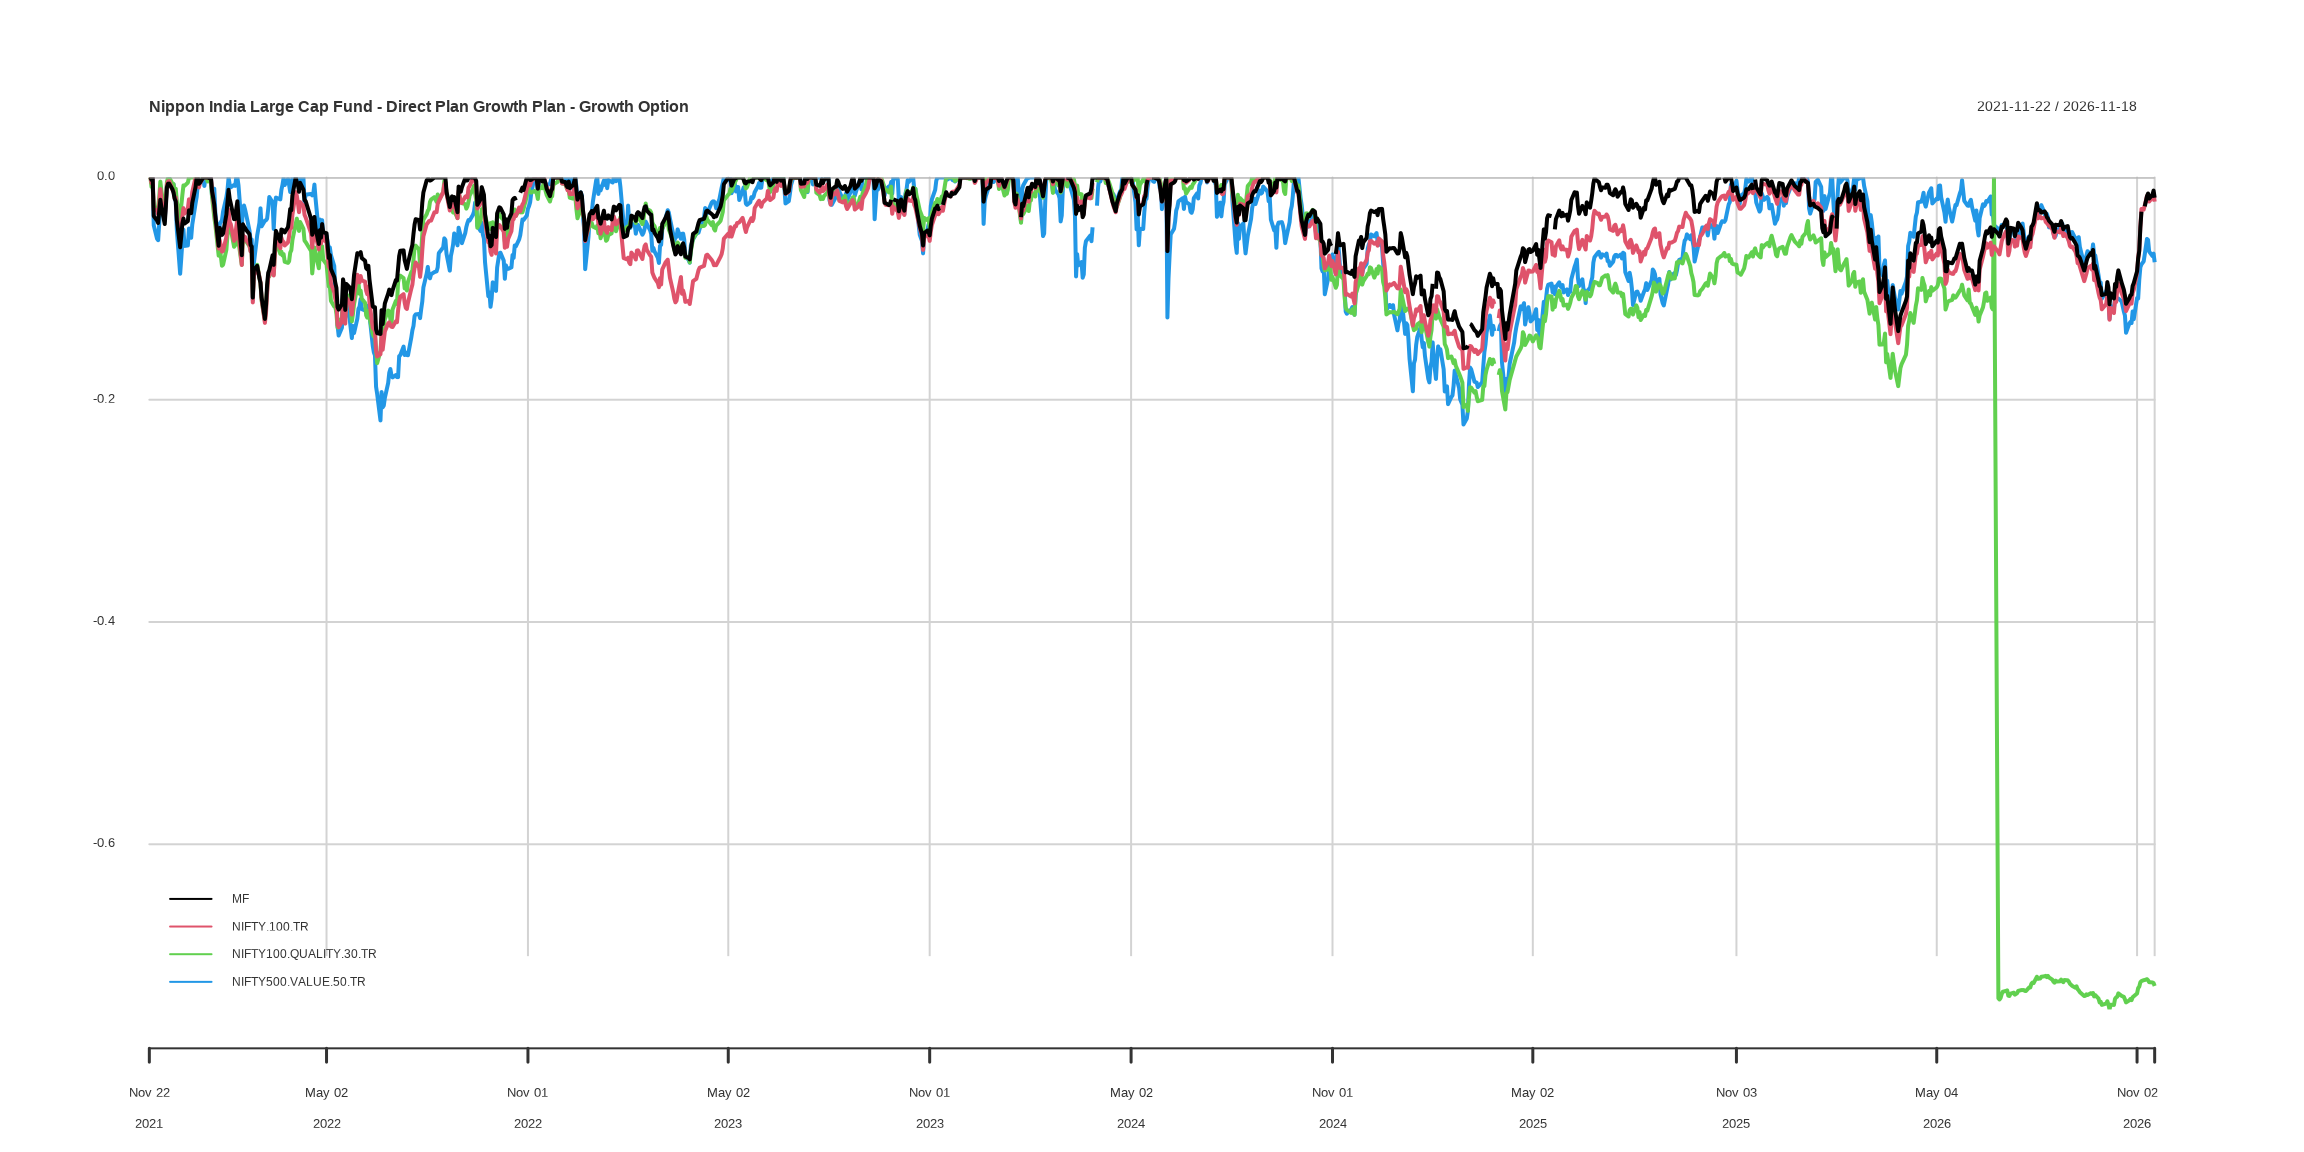 Nippon India Large Cap Fund - Direct Plan Growth Plan - Growth Option
2021-11-22 / 2026-11-18
0.0
-0.2
-0.4
-0.6
MF
NIFTY.100.TR
NIFTY100.QUALITY.30.TR
NIFTY500.VALUE.50.TR
Nov 22 May 02 Nov 01 May 02 Nov 01 May 02 Nov 01 May 02 Nov 03 May 04 Nov 02
2021 2022 2022 2023 2023 2024 2024 2025 2025 2026 2026